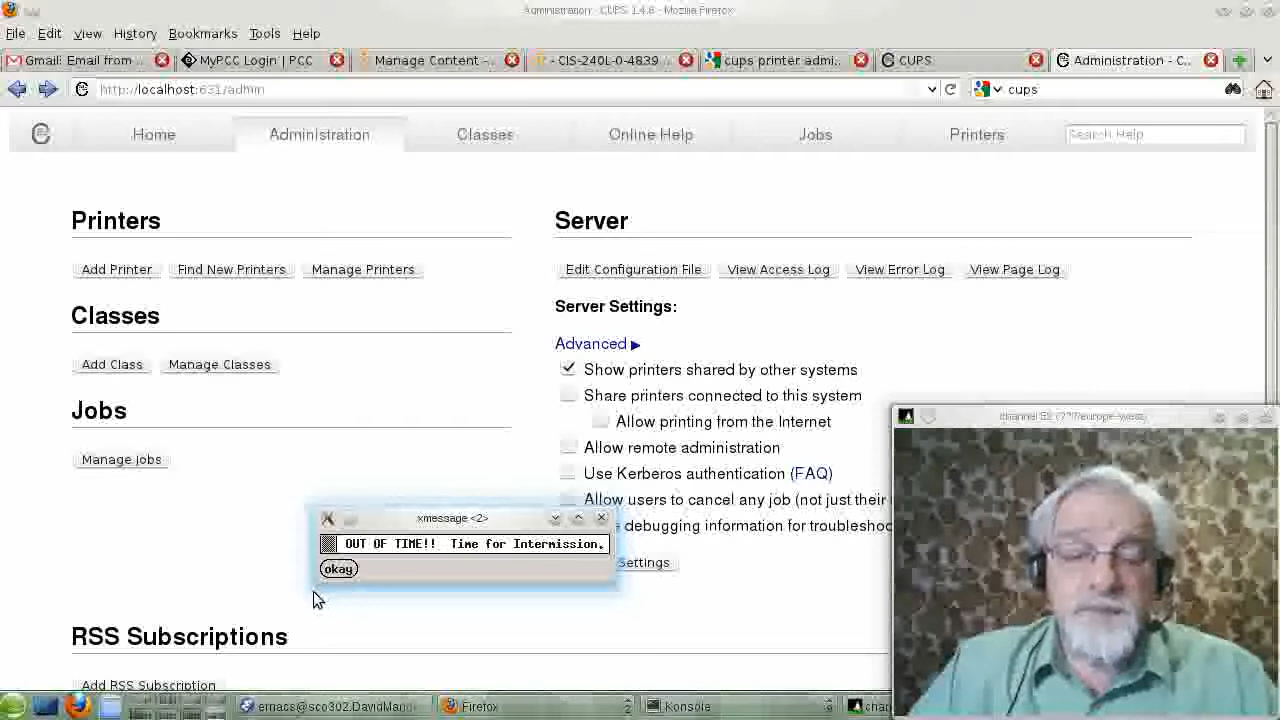 Administration - CUPS 1.4.6 - Mozilla Firefox
File Edit View History Bookmarks Tools Help
Gmail: Email from ... MyPCC Login | PCC Manage Content -... - CIS-240L-0-4839 cups printer admi... CUPS Administration - C...
http://localhost:631/admin cups
Home Administration Classes Online Help Jobs Printers Search Help
Printers Server
Add Printer Find New Printers Manage Printers Edit Configuration File View Access Log View Error Log View Page Log
Classes Server Settings:
Advanced ▶
Add Class Manage Classes Show printers shared by other systems
Share printers connected to this system
Jobs Allow printing from the Internet
Allow remote administration
Manage Jobs Use Kerberos authentication (FAQ)
Allow users to cancel any job (not just their
xmessage <2> debugging information for troublesho
OUT OF TIME!! Time for Intermission.
okay Settings
RSS Subscriptions
Add RSS Subscription
Firefox Konsole